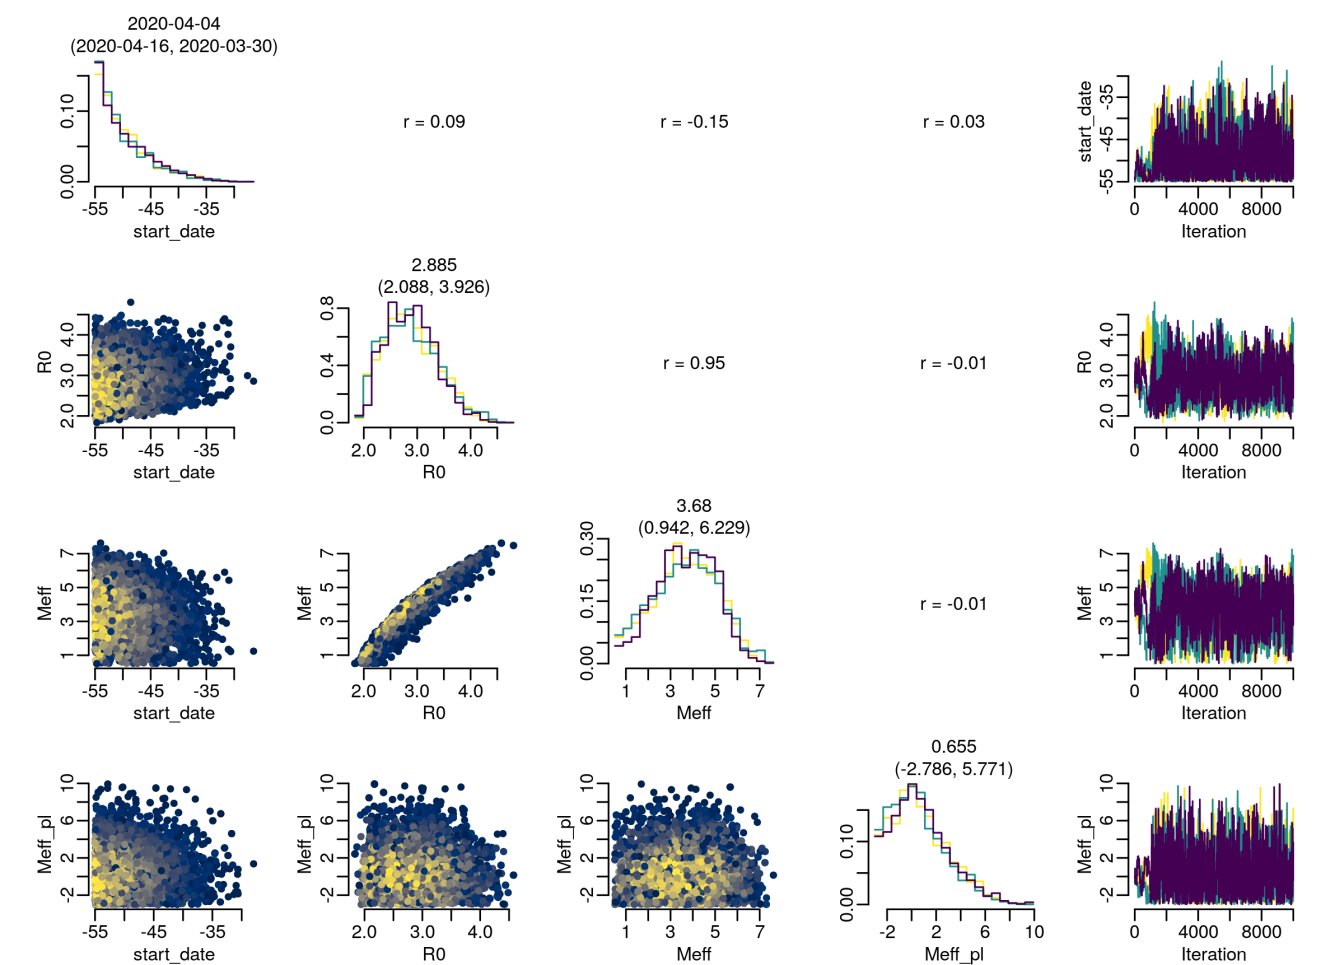 2020-04-04
(2020-04-16, 2020-03-30)
0.00 0.10
-55 -45 -35
start_date
r = 0.09
r = -0.15
r = 0.03
start_date
-55 -45 -35
0 4000 8000
Iteration
R0
2.0 3.0 4.0
-55 -45 -35
start_date
2.885
(2.088, 3.926)
0.0 0.4 0.8
2.0 3.0 4.0
R0
r = 0.95
r = -0.01
R0
2.0 3.0 4.0
0 4000 8000
Iteration
Meff
1 3 5 7
-55 -45 -35
start_date
Meff
1 3 5 7
2.0 3.0 4.0
R0
3.68
(0.942, 6.229)
0.00 0.15 0.30
1 3 5 7
Meff
r = -0.01
Meff
1 3 5 7
0 4000 8000
Iteration
Meff_pl
-2 2 6 10
-55 -45 -35
start_date
Meff_pl
-2 2 6 10
2.0 3.0 4.0
R0
Meff_pl
-2 2 6 10
1 3 5 7
Meff
0.655
(-2.786, 5.771)
0.00 0.10
-2 2 6 10
Meff_pl
Meff_pl
-2 2 6 10
0 4000 8000
Iteration